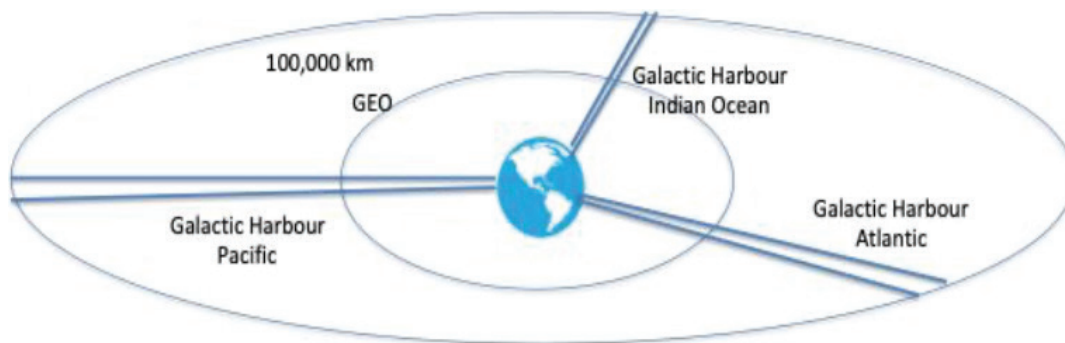 100,000 km
GEO
Galactic Harbour
Indian Ocean
Galactic Harbour
Pacific
Galactic Harbour
Atlantic